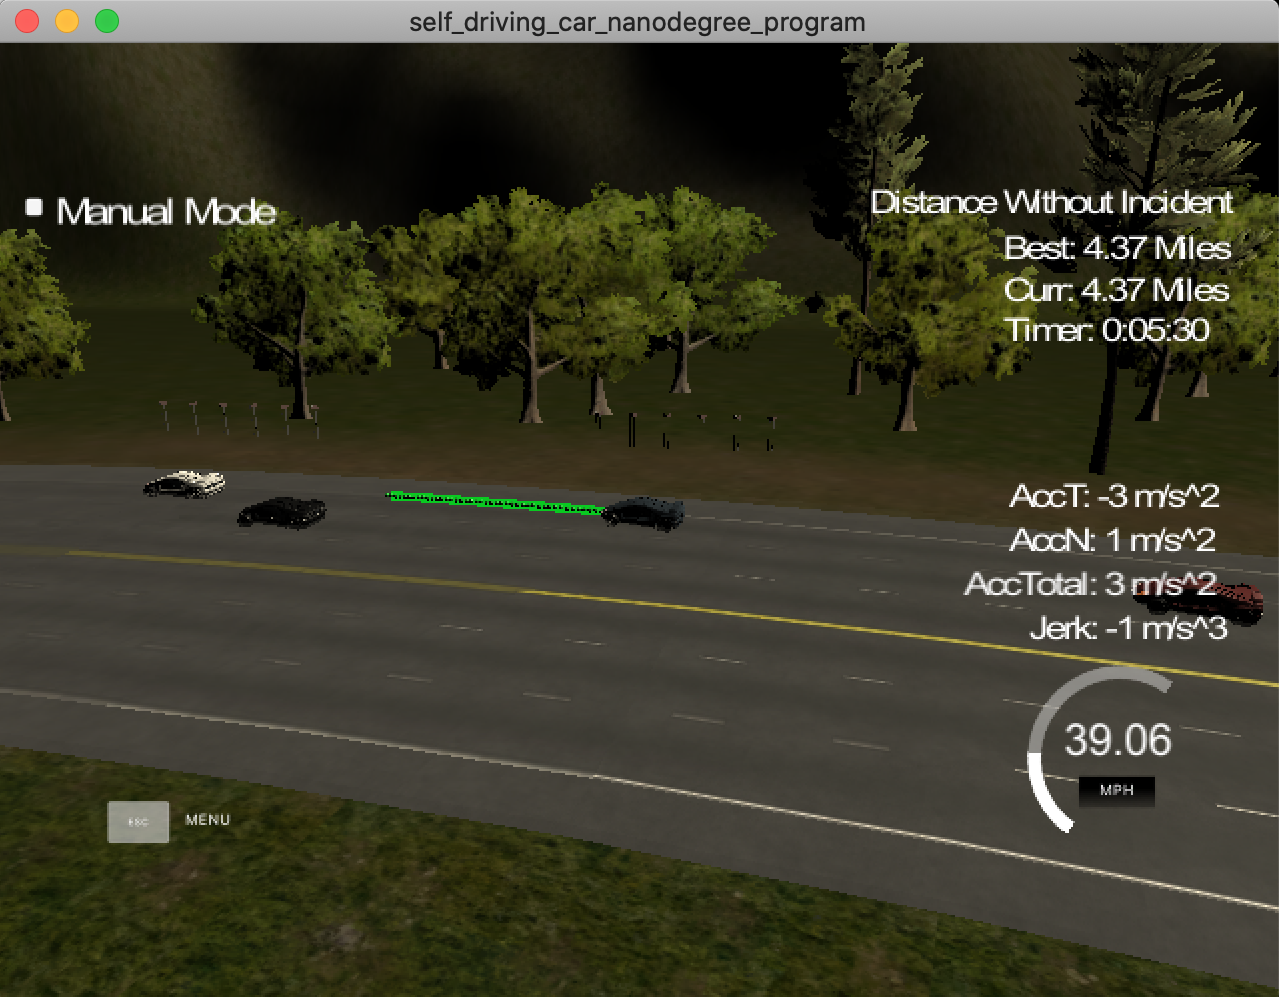 self_driving_car_nanodegree_program
Manual Mode
Distance Without Incident
Best: 4.37 Miles
Curr: 4.37 Miles
Timer: 0:05:30
AccT: -3 m/s^2
AccN: 1 m/s^2
AccTotal: 3 m/s^2
Jerk: -1 m/s^3
39.06
MPH
ESC MENU